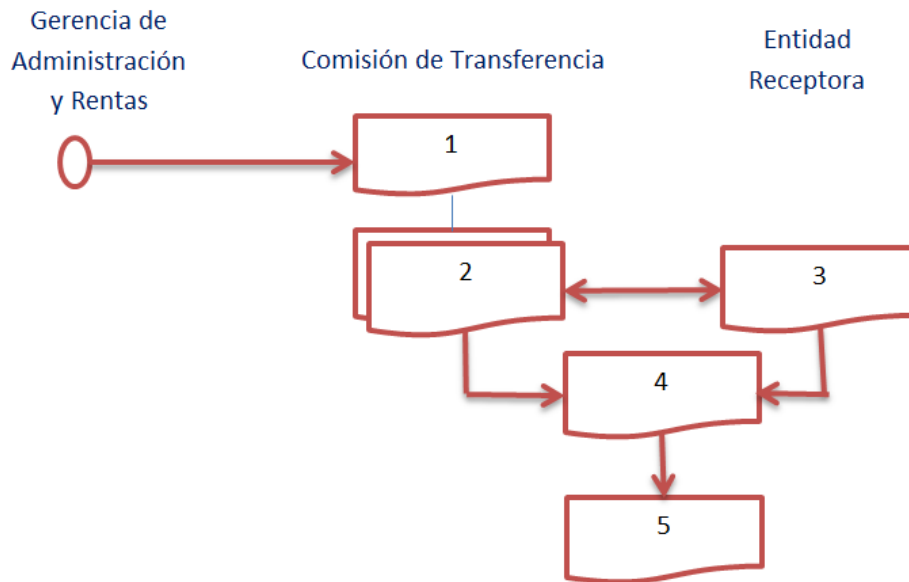 Gerencia de
Administración
y Rentas
Comisión de Transferencia
Entidad
Receptora
1
2
3
4
5